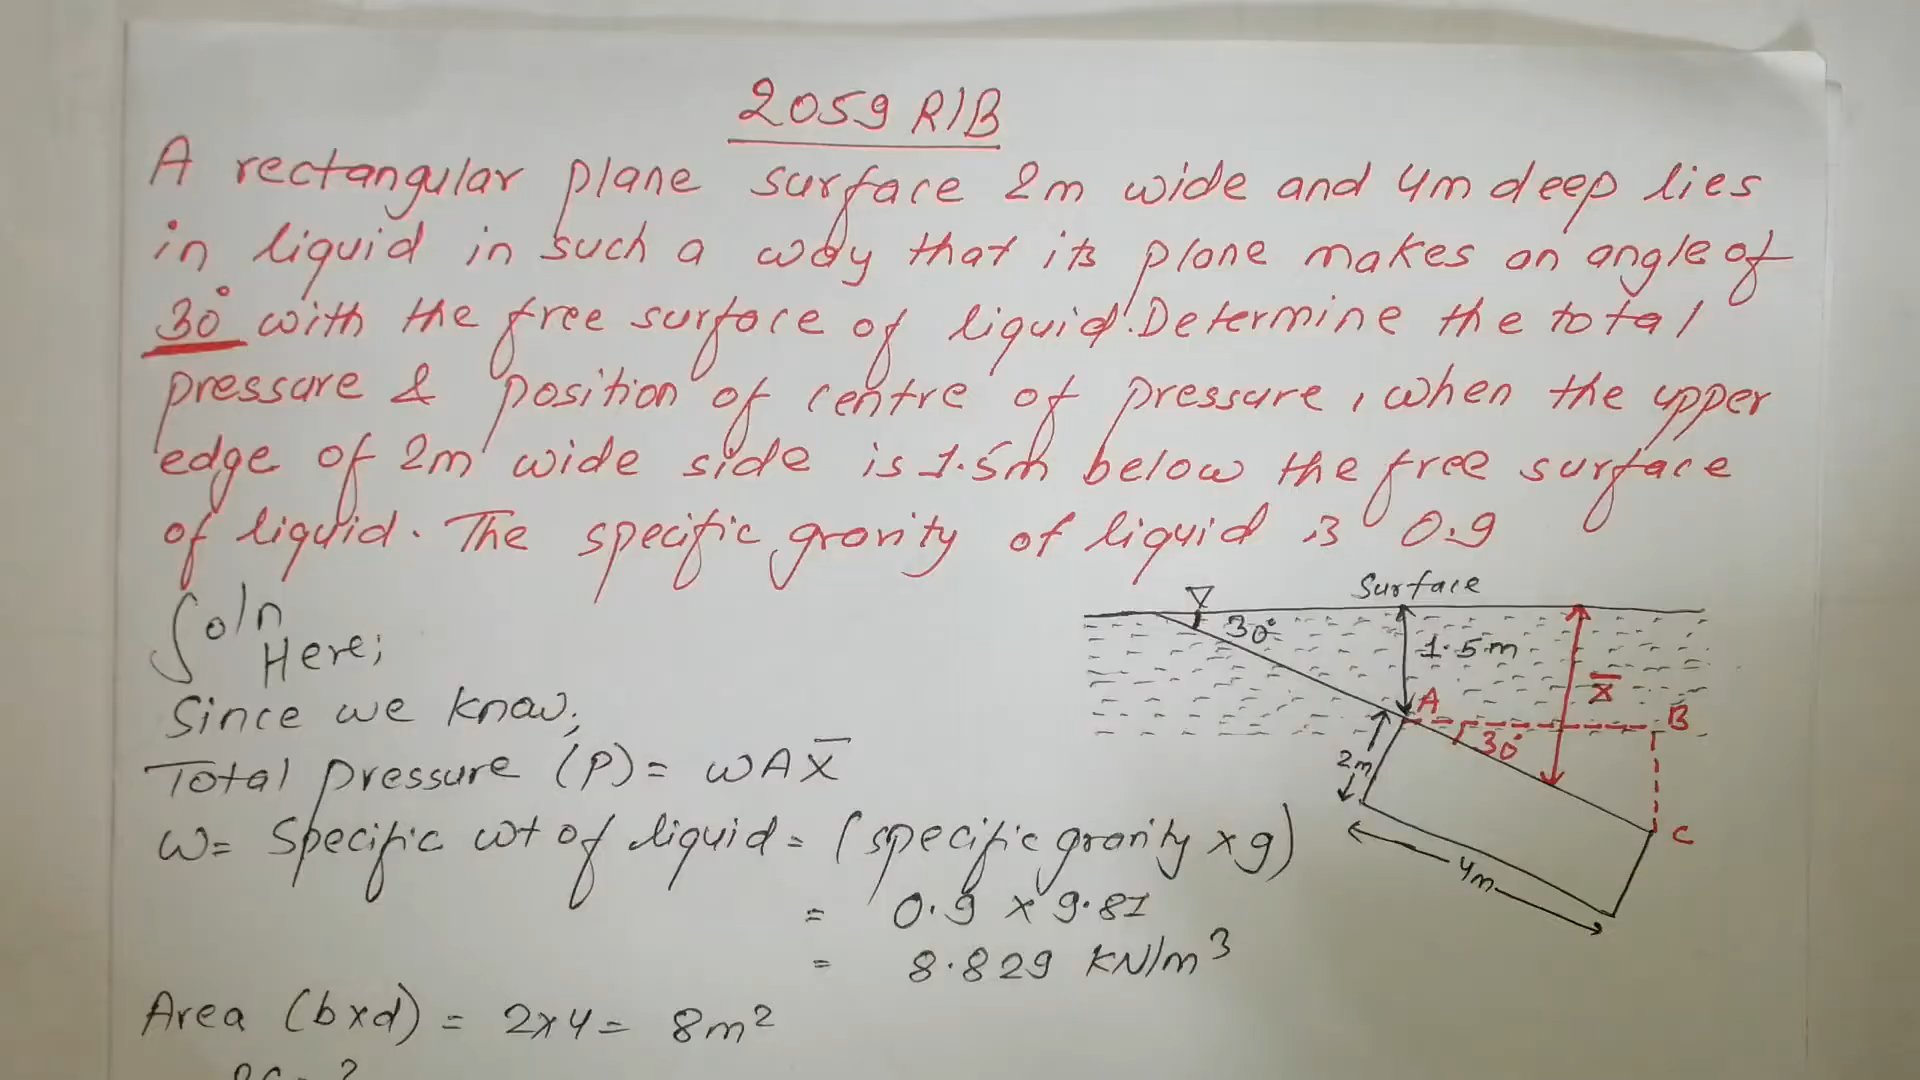 2059 R/B
A rectangular plane surface 2m wide and 4m deep lies
in liquid in such a way that its plane makes an angle of
30° with the free surface of liquid. Determine the total
pressure & position of centre of pressure, when the upper
edge of 2m wide side is 1.5m below the free surface
of liquid. The specific gravity of liquid is 0.9
Soln
Here;
Since we know;
Total pressure (P) = wAx̅
w = Specific wt of liquid = (specific gravity x g)
= 0.9 x 9.81
= 8.829 KN/m³
Area (bxd) = 2x4 = 8m²
Surface
30°
1.5m
x̅
A
B
30°
2m
C
4m